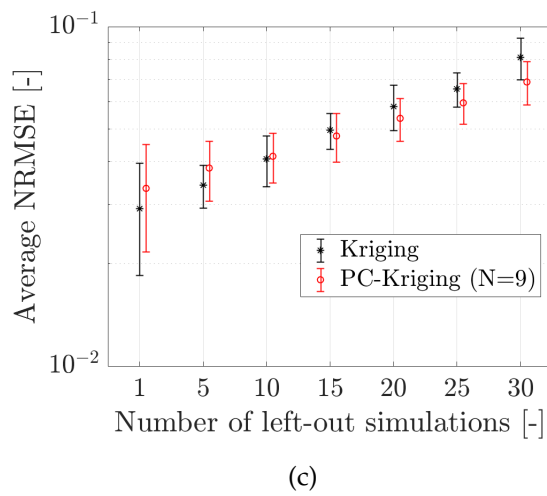 10⁻¹
Average NRMSE [-]
Kriging
PC-Kriging (N=9)
10⁻²
1 5 10 15 20 25 30
Number of left-out simulations [-]
(c)